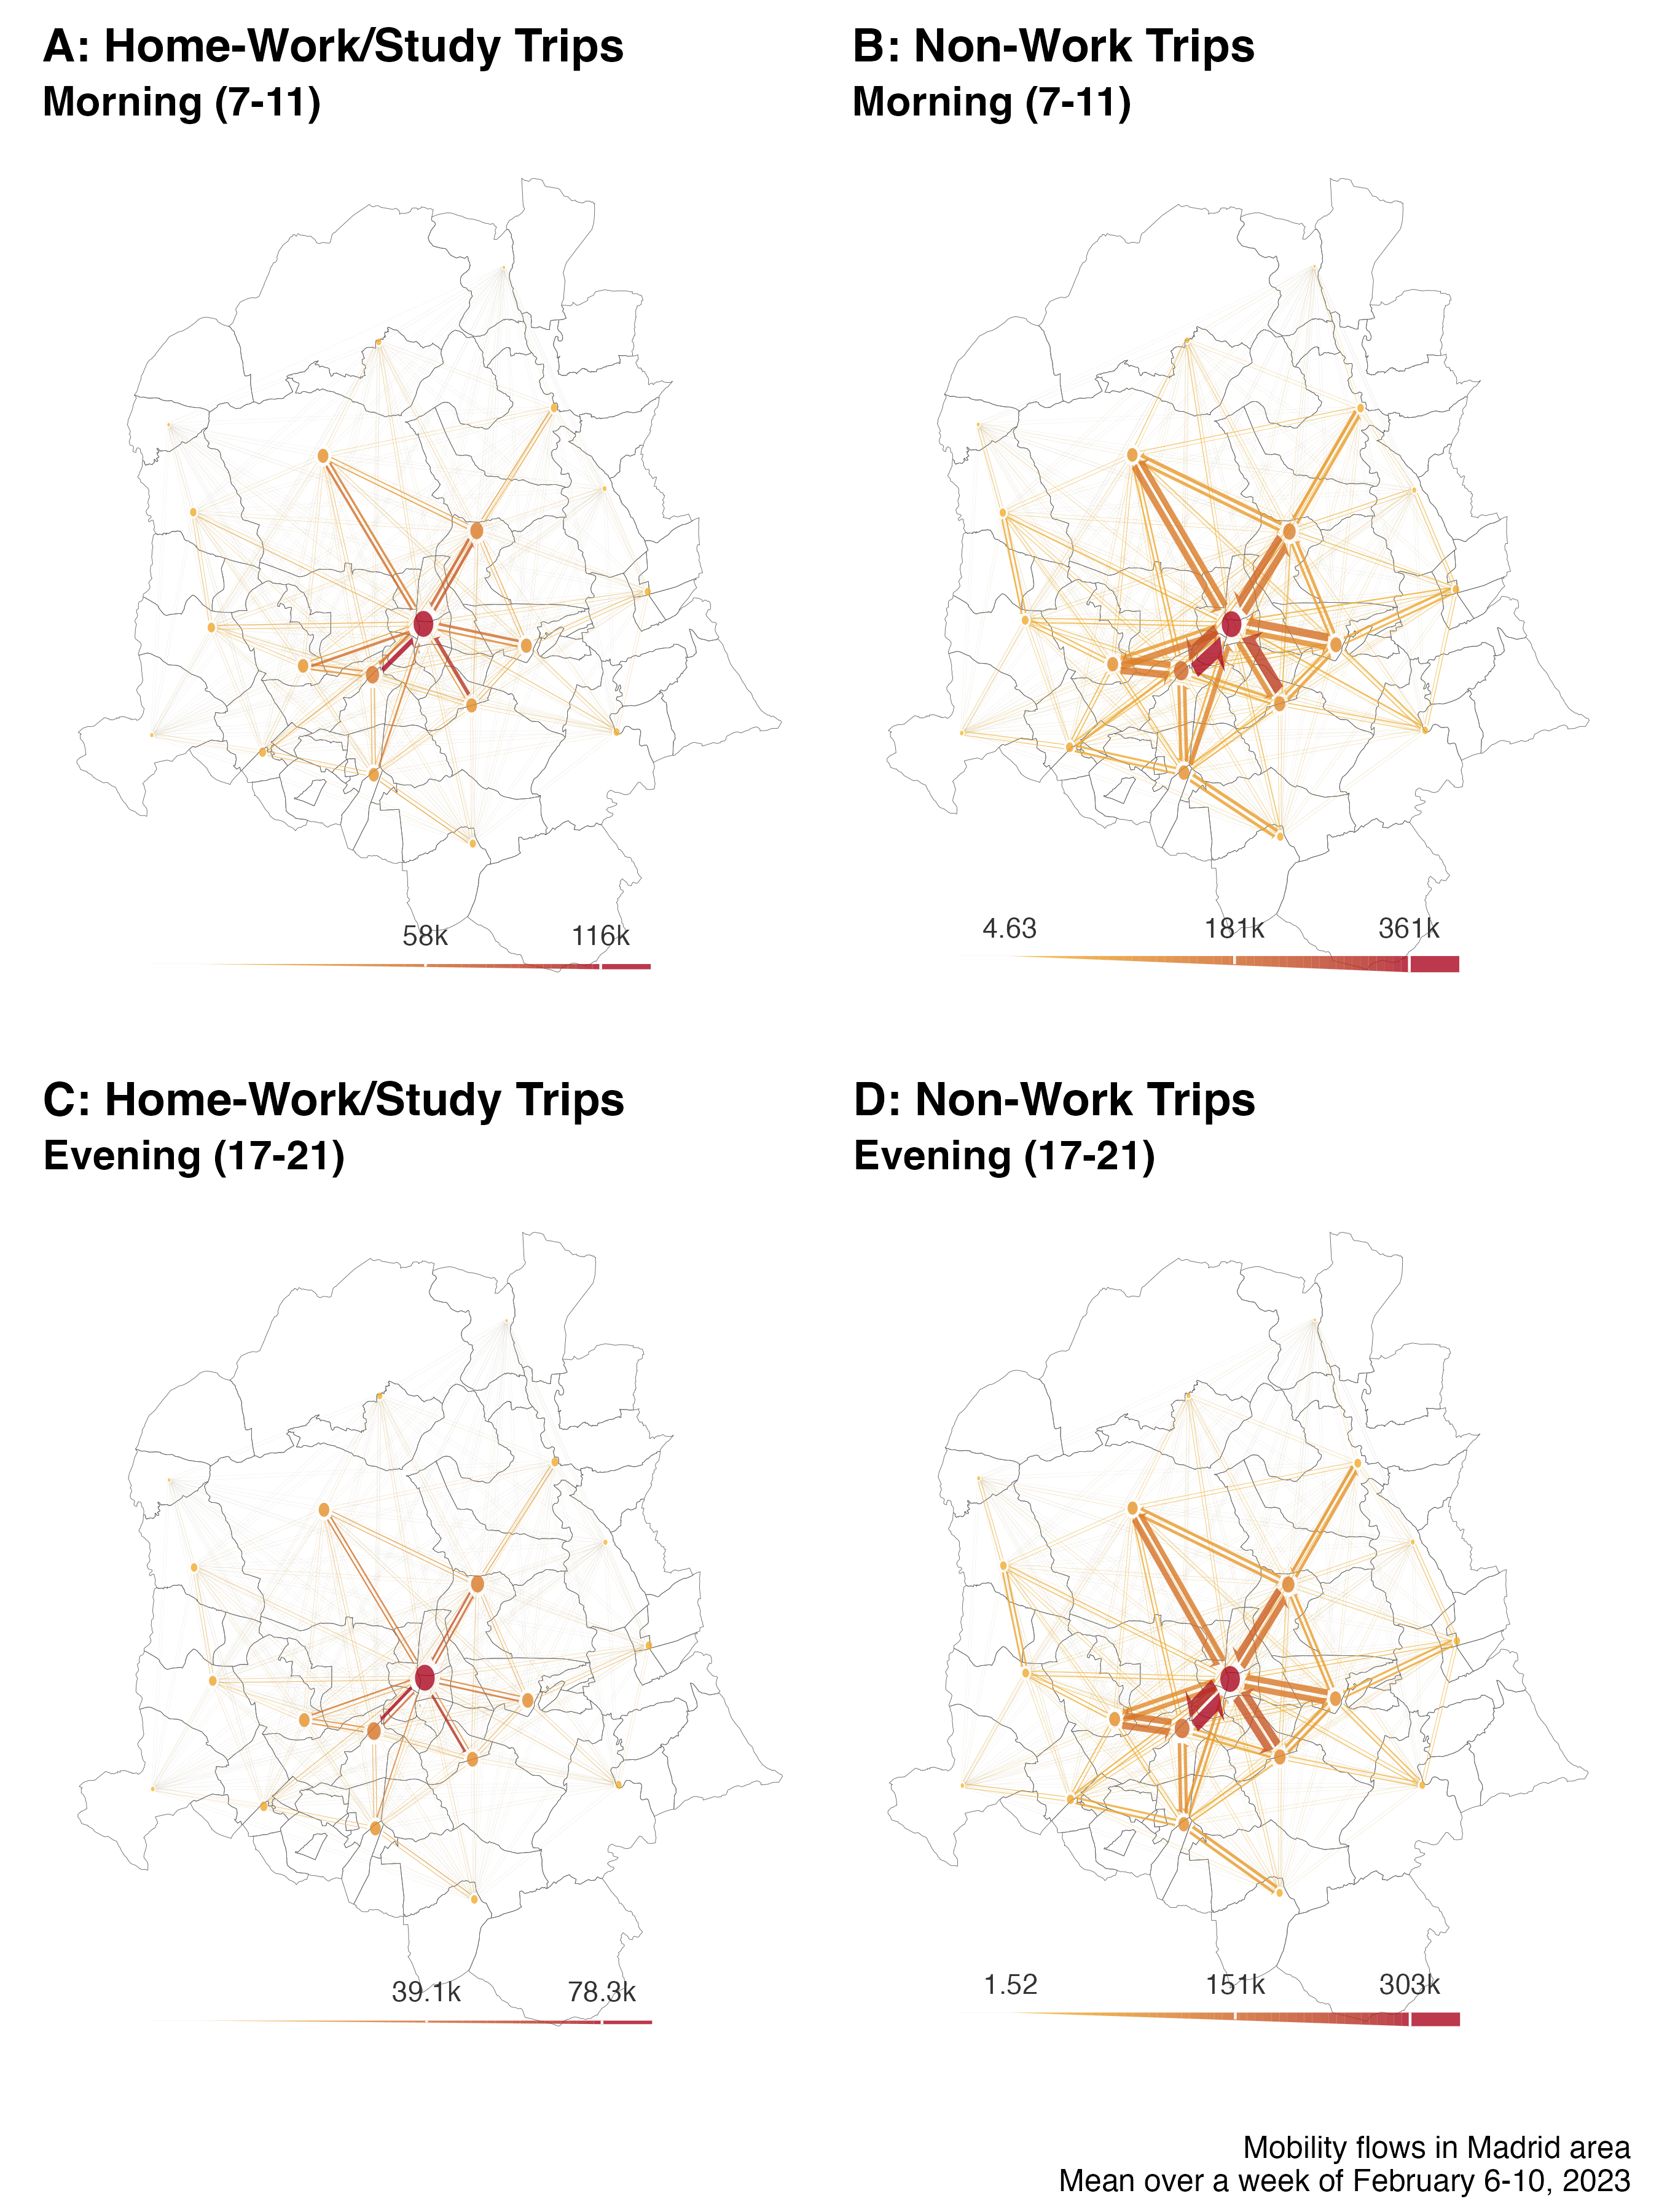 A: Home-Work/Study Trips
Morning (7-11)
58k 116k
B: Non-Work Trips
Morning (7-11)
4.63 181k 361k
C: Home-Work/Study Trips
Evening (17-21)
39.1k 78.3k
D: Non-Work Trips
Evening (17-21)
1.52 151k 303k
Mobility flows in Madrid area
Mean over a week of February 6-10, 2023